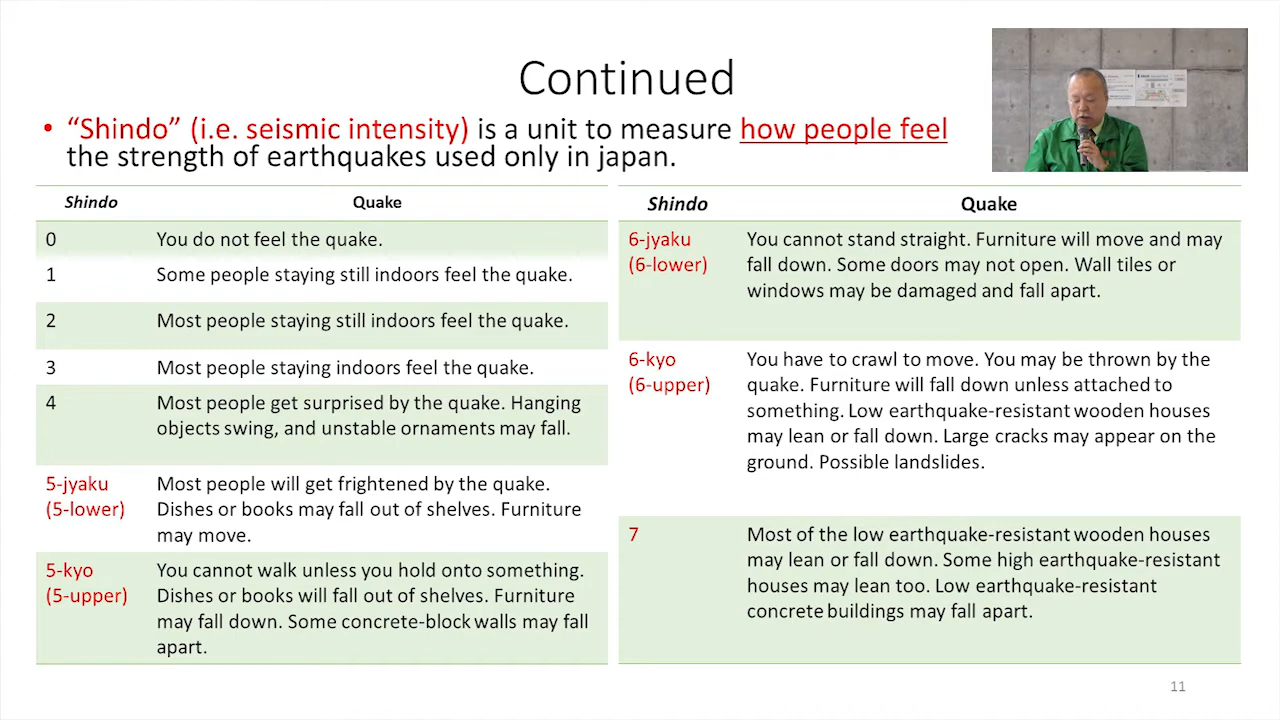 Continued
• “Shindo” (i.e. seismic intensity) is a unit to measure how people feel
the strength of earthquakes used only in japan.
Shindo Quake
0 You do not feel the quake.
1 Some people staying still indoors feel the quake.
2 Most people staying still indoors feel the quake.
3 Most people staying indoors feel the quake.
4 Most people get surprised by the quake. Hanging
objects swing, and unstable ornaments may fall.
5-jyaku Most people will get frightened by the quake.
(5-lower) Dishes or books may fall out of shelves. Furniture
may move.
5-kyo You cannot walk unless you hold onto something.
(5-upper) Dishes or books will fall out of shelves. Furniture
may fall down. Some concrete-block walls may fall
apart.
Shindo Quake
6-jyaku You cannot stand straight. Furniture will move and may
(6-lower) fall down. Some doors may not open. Wall tiles or
windows may be damaged and fall apart.
6-kyo You have to crawl to move. You may be thrown by the
(6-upper) quake. Furniture will fall down unless attached to
something. Low earthquake-resistant wooden houses
may lean or fall down. Large cracks may appear on the
ground. Possible landslides.
7 Most of the low earthquake-resistant wooden houses
may lean or fall down. Some high earthquake-resistant
houses may lean too. Low earthquake-resistant
concrete buildings may fall apart.
11